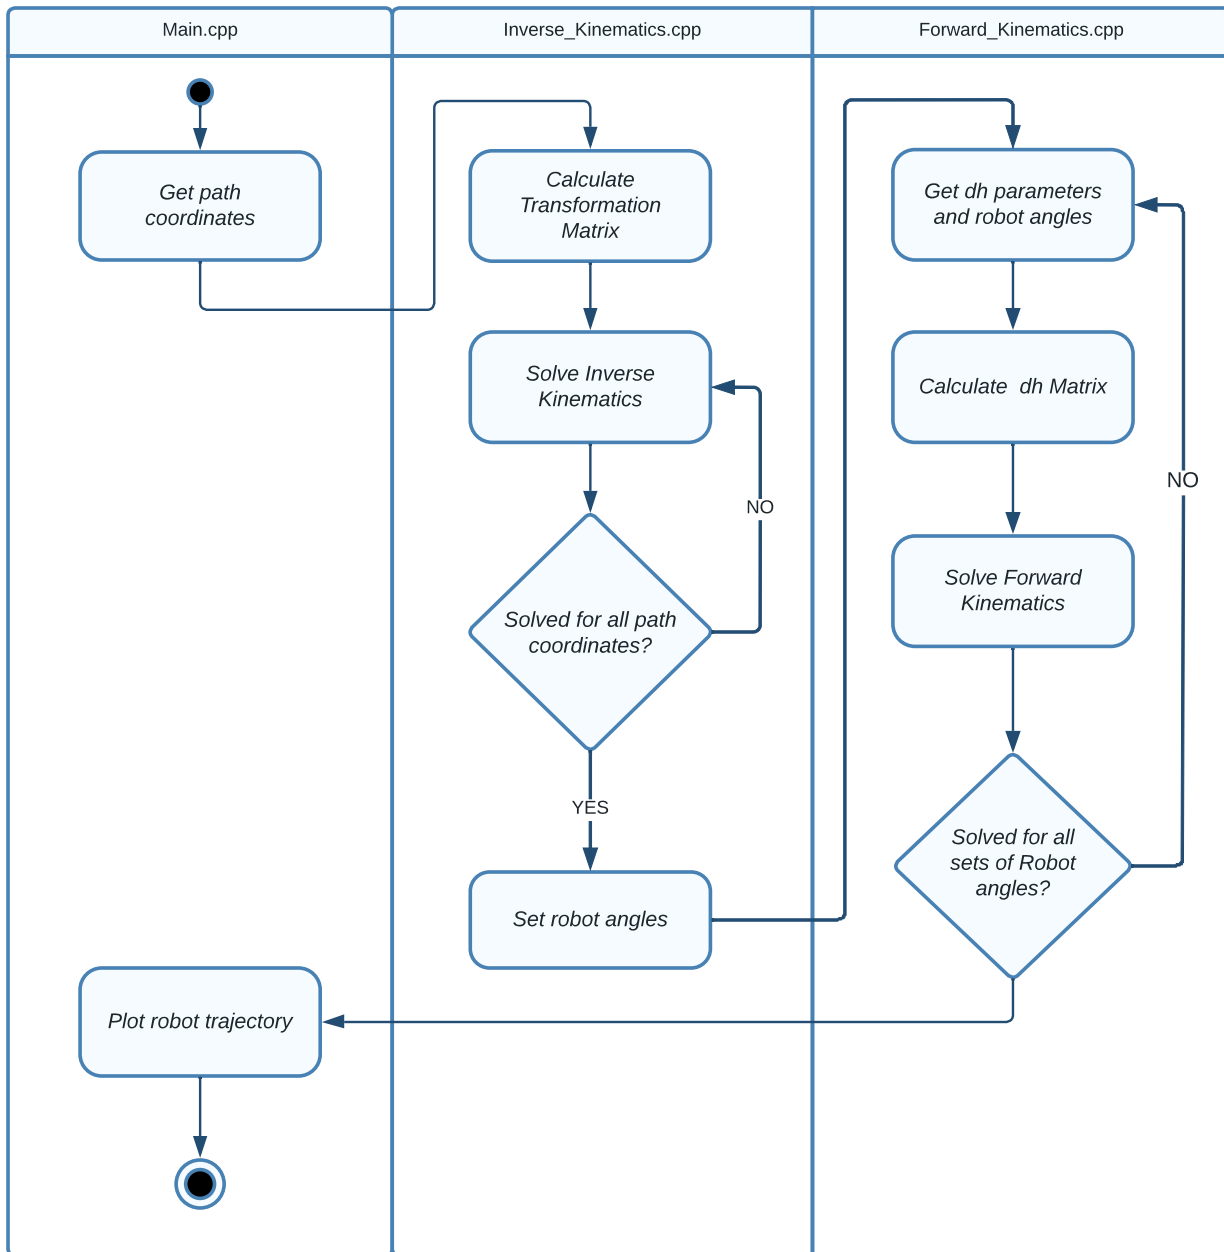 Main.cpp
Inverse_Kinematics.cpp
Forward_Kinematics.cpp
Get path
coordinates
Calculate
Transformation
Matrix
Solve Inverse
Kinematics
NO
Solved for all path
coordinates?
YES
Set robot angles
Get dh parameters
and robot angles
Calculate  dh Matrix
NO
Solve Forward
Kinematics
Solved for all
sets of Robot
angles?
Plot robot trajectory